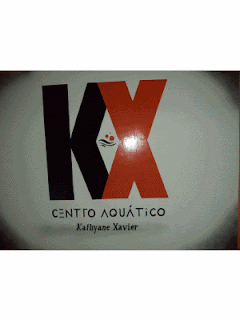 KX
CENTRO AQUÁTICO
Kathyane Xavier